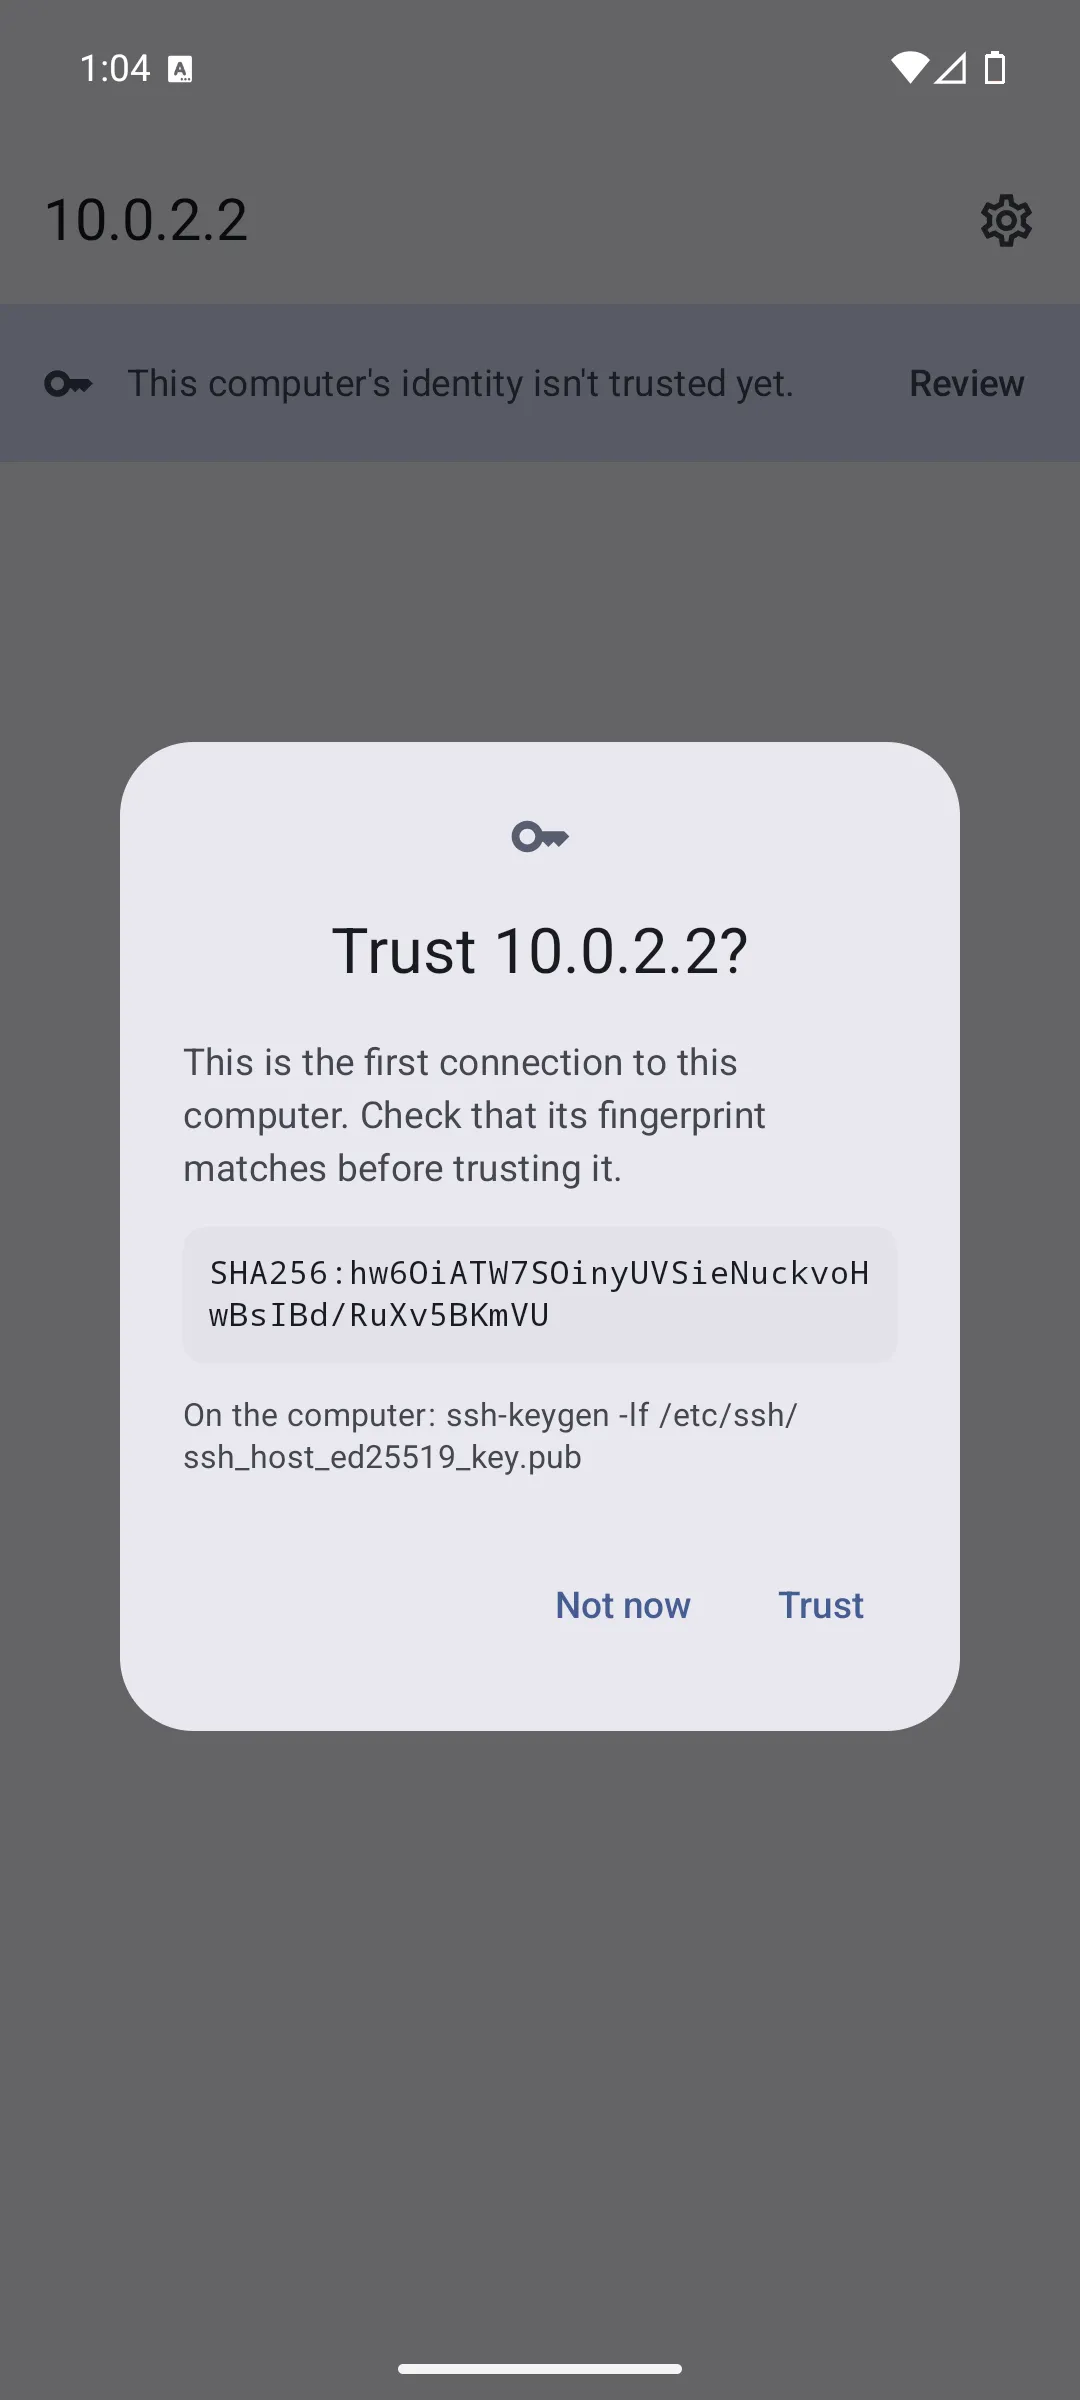 1:04
10.0.2.2
This computer's identity isn't trusted yet. Review
Trust 10.0.2.2?
This is the first connection to this
computer. Check that its fingerprint
matches before trusting it.
SHA256:hw6OiATW7SOinyUVSieNuckvoH
wBsIBd/RuXv5BKmVU
On the computer: ssh-keygen -lf /etc/ssh/
ssh_host_ed25519_key.pub
Not now Trust